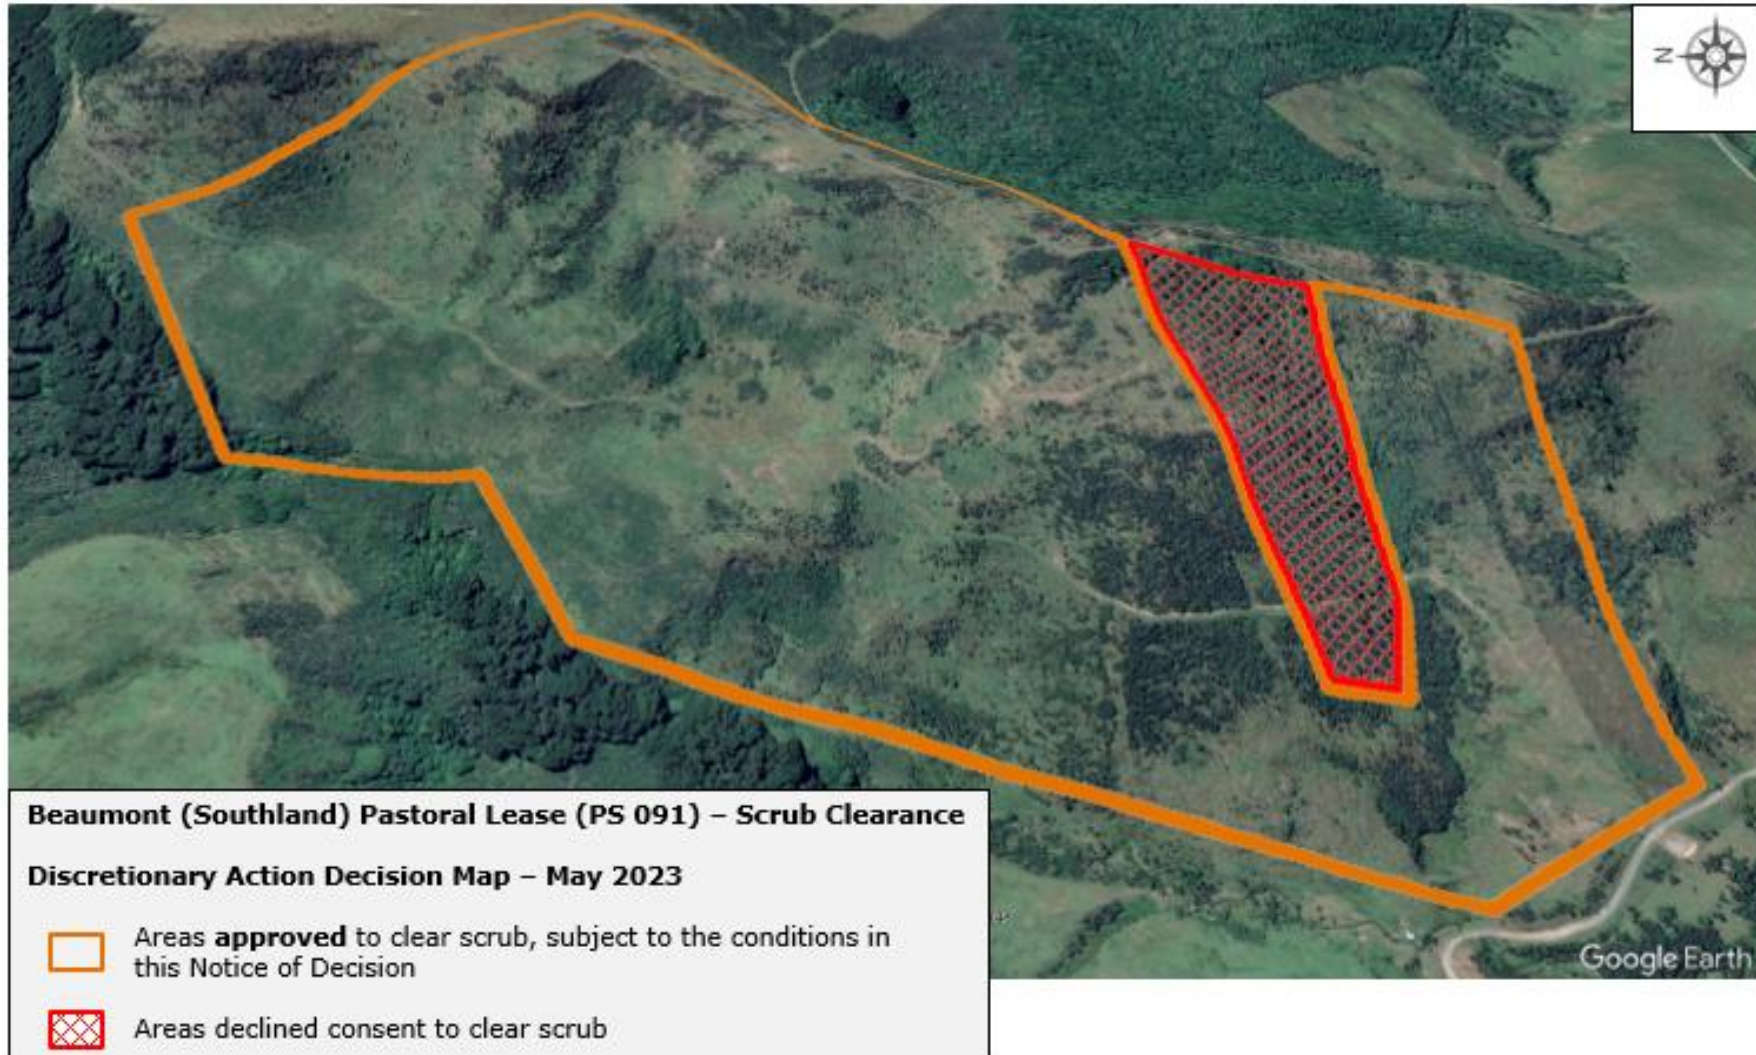 N
Beaumont (Southland) Pastoral Lease (PS 091) – Scrub Clearance
Discretionary Action Decision Map – May 2023
Areas approved to clear scrub, subject to the conditions in
this Notice of Decision
Areas declined consent to clear scrub
Google Earth